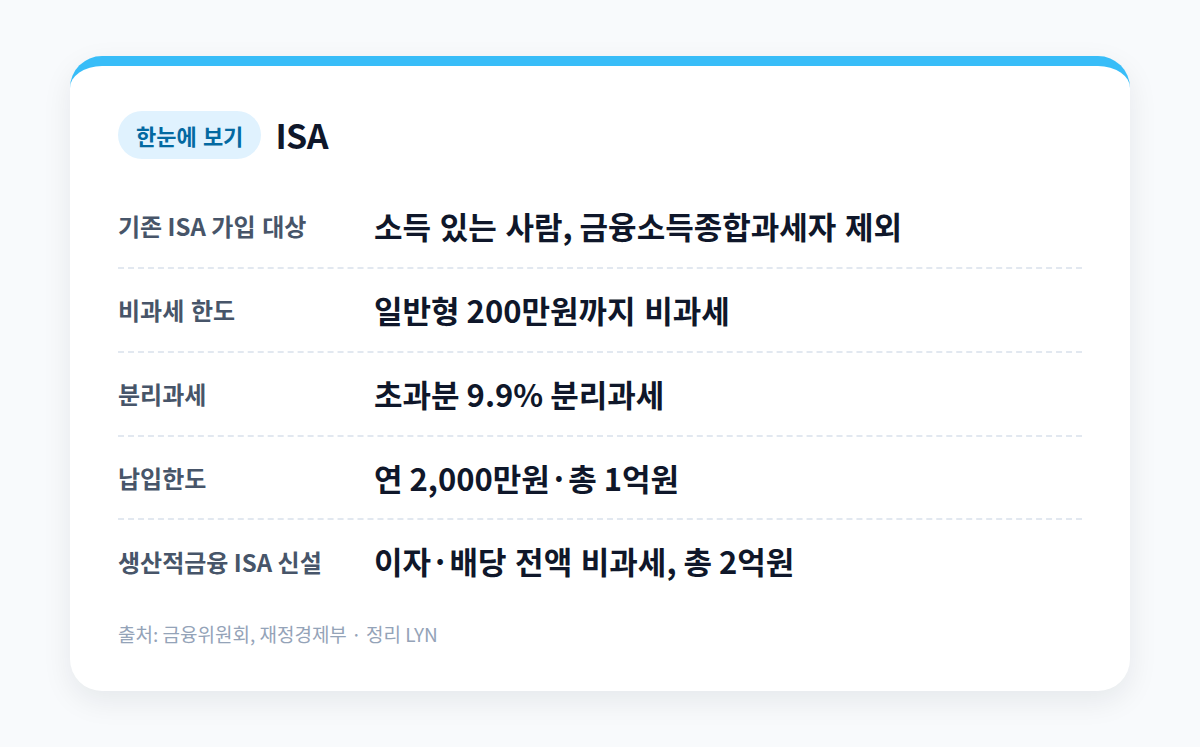 한눈에 보기 ISA
기존 ISA 가입 대상 소득 있는 사람, 금융소득종합과세자 제외
비과세 한도 일반형 200만원까지 비과세
분리과세 초과분 9.9% 분리과세
납입한도 연 2,000만원·총 1억원
생산적금융 ISA 신설 이자·배당 전액 비과세, 총 2억원
출처: 금융위원회, 재정경제부 · 정리 LYN